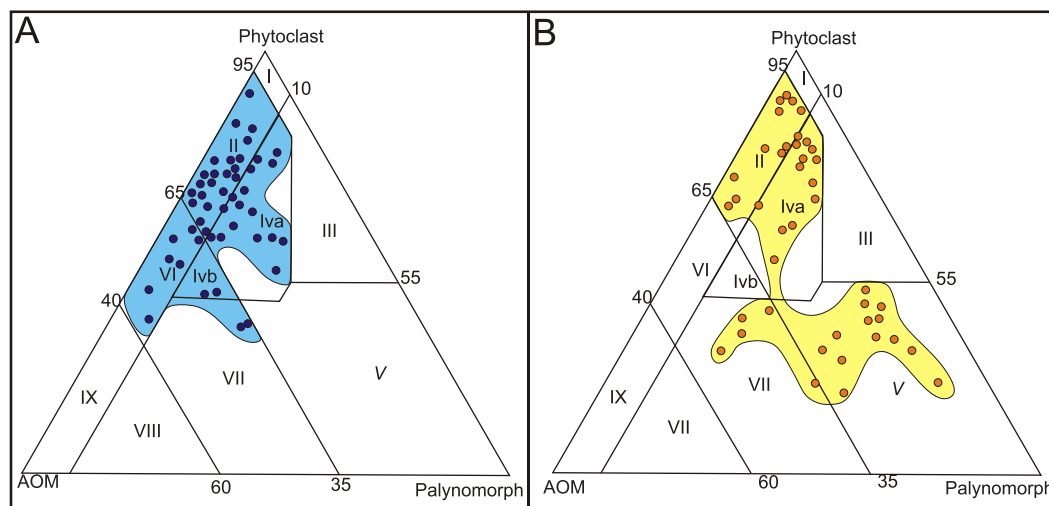 A
Phytoclast
95
I
10
II
65
Iva
III
VI
Ivb
55
40
VII
V
IX
VIII
AOM
60
35
Palynomorph
B
Phytoclast
95
I
10
II
65
Iva
III
VI
Ivb
55
40
VII
V
IX
VII
AOM
60
35
Palynomorph